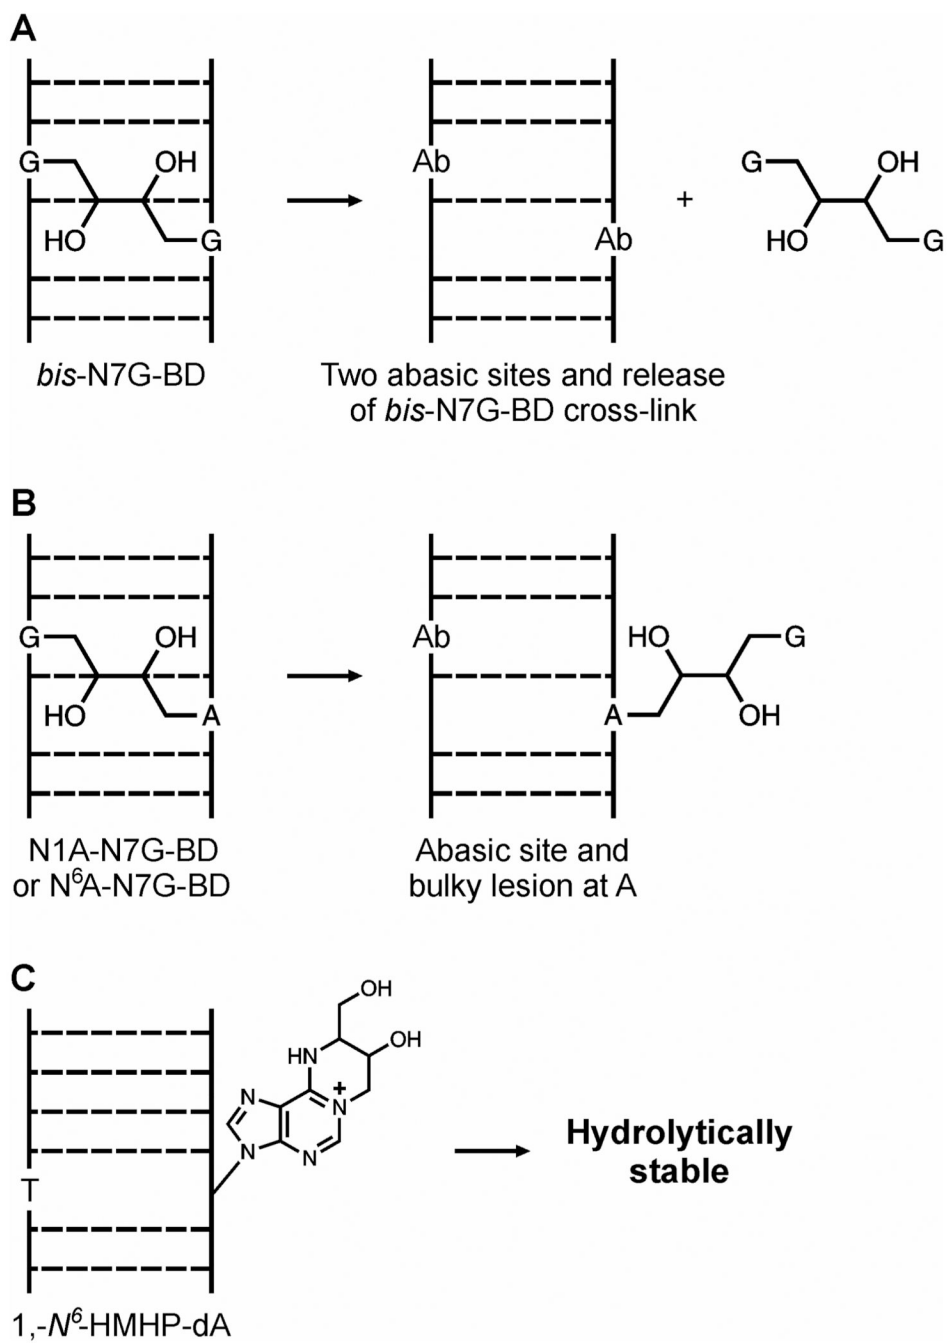 A
G
OH
HO
G
bis-N7G-BD
Ab
Ab
+
G
OH
HO
G
Two abasic sites and release
of bis-N7G-BD cross-link
B
G
OH
HO
A
N1A-N7G-BD
or N⁶A-N7G-BD
Ab
HO
G
A
OH
Abasic site and
bulky lesion at A
C
OH
OH
HN
+
N
N
N
N
T
Hydrolytically
stable
1,-N⁶-HMHP-dA